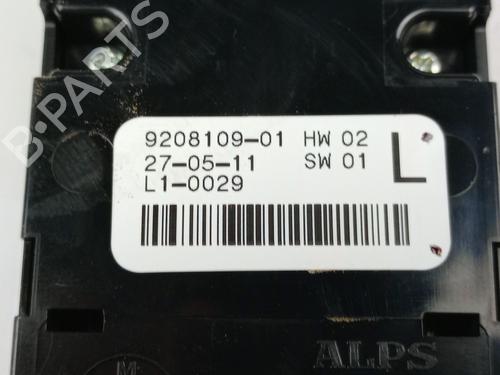 B-PARTS
9208109-01 HW 02
27-05-11 SW 01
L1-0029
L
ALPS
M